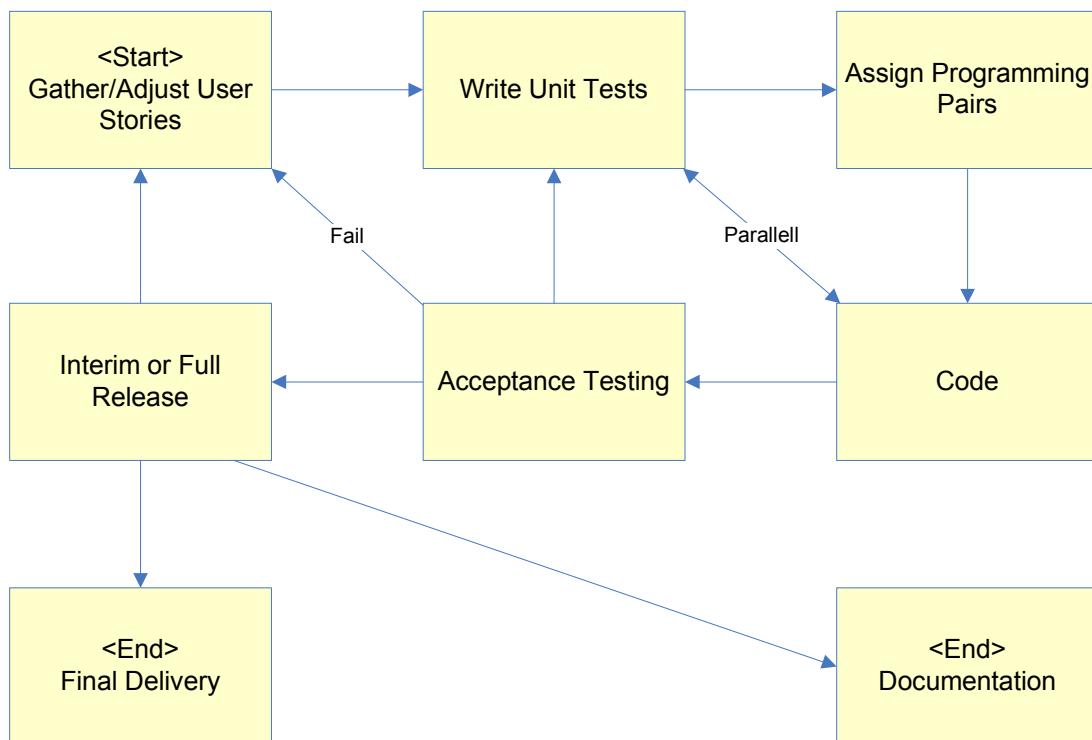 <Start>
Gather/Adjust User
Stories
Write Unit Tests
Assign Programming
Pairs
Fail
Parallell
Interim or Full
Release
Acceptance Testing
Code
<End>
Final Delivery
<End>
Documentation